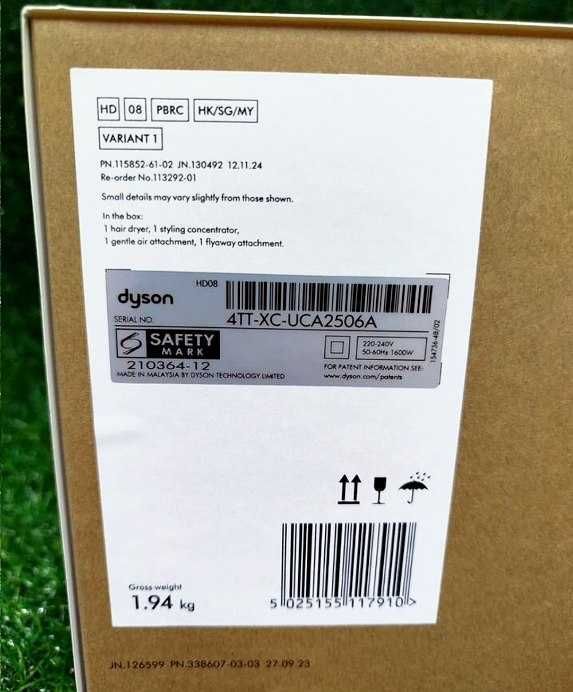 HD 08 PBRC HK/SG/MY
VARIANT 1
PN.115852-61-02 JN.130492 12.11.24
Re-order No.113292-01
Small details may vary slightly from those shown.
In the box:
1 hair dryer, 1 styling concentrator,
1 gentle air attachment, 1 flyaway attachment.
dyson HD08
SERIAL NO. 4TT-XC-UCA2506A
SAFETY
MARK
210364-12
MADE IN MALAYSIA BY DYSON TECHNOLOGY LIMITED
220-240V
50-60Hz 1600W
FOR PATENT INFORMATION SEE:
www.dyson.com/patents
154736-48/02
Gross weight
1.94 kg
5 025155 117910 >
JN.126599 PN.338607-03-03 27.09.23